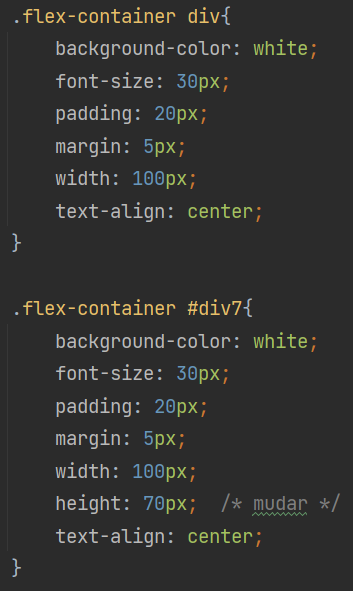 .flex-container div{
    background-color: white;
    font-size: 30px;
    padding: 20px;
    margin: 5px;
    width: 100px;
    text-align: center;
}

.flex-container #div7{
    background-color: white;
    font-size: 30px;
    padding: 20px;
    margin: 5px;
    width: 100px;
    height: 70px;  /* mudar */
    text-align: center;
}